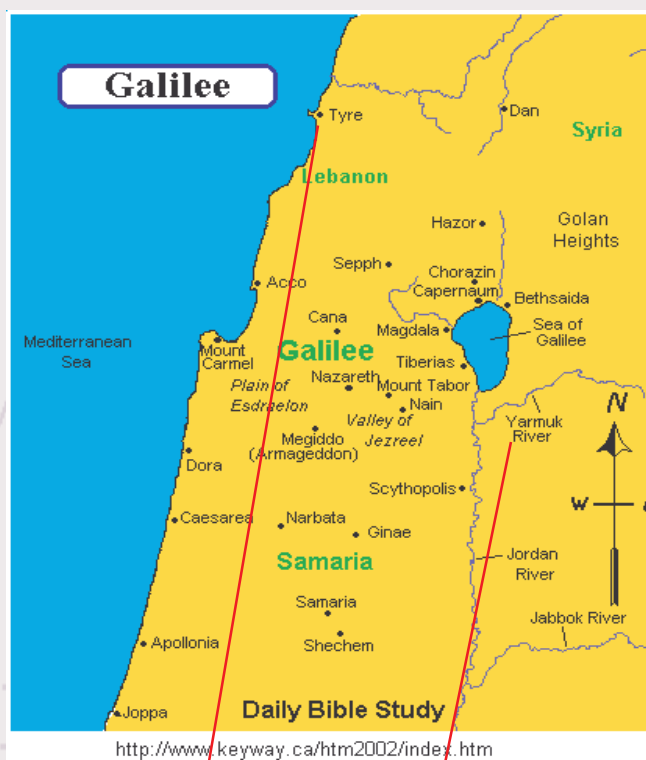 Galilee
Tyre
Dan
Syria
Lebanon
Hazor
Golan
Heights
Sepph
Chorazin
Acco
Capernaum
Bethsaida
Cana
Mediterranean
Sea
Mount
Carmel
Magdala
Sea of
Galilee
Galilee
Tiberias
Plain of
Esdraelon
Nazareth
Mount Tabor
Nain
Yarmuk
River
N
Valley of
Jezreel
Megiddo
(Armageddon)
Dora
Scythopolis
W
Caesarea
Narbata
Ginae
Samaria
Jordan
River
Samaria
Jabbok River
Shechem
Apollonia
Joppa
Daily Bible Study
http://www.keyway.ca/htm2002/index.htm